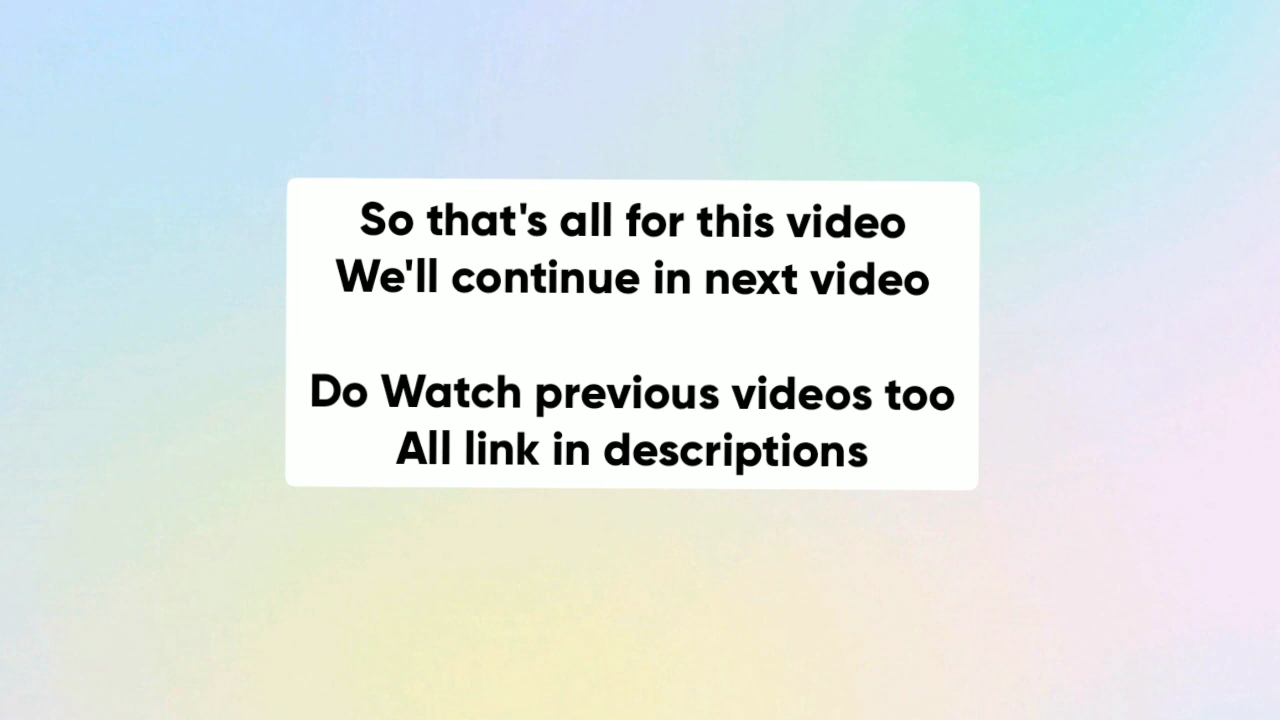 So that's all for this video
We'll continue in next video
Do Watch previous videos too
All link in descriptions